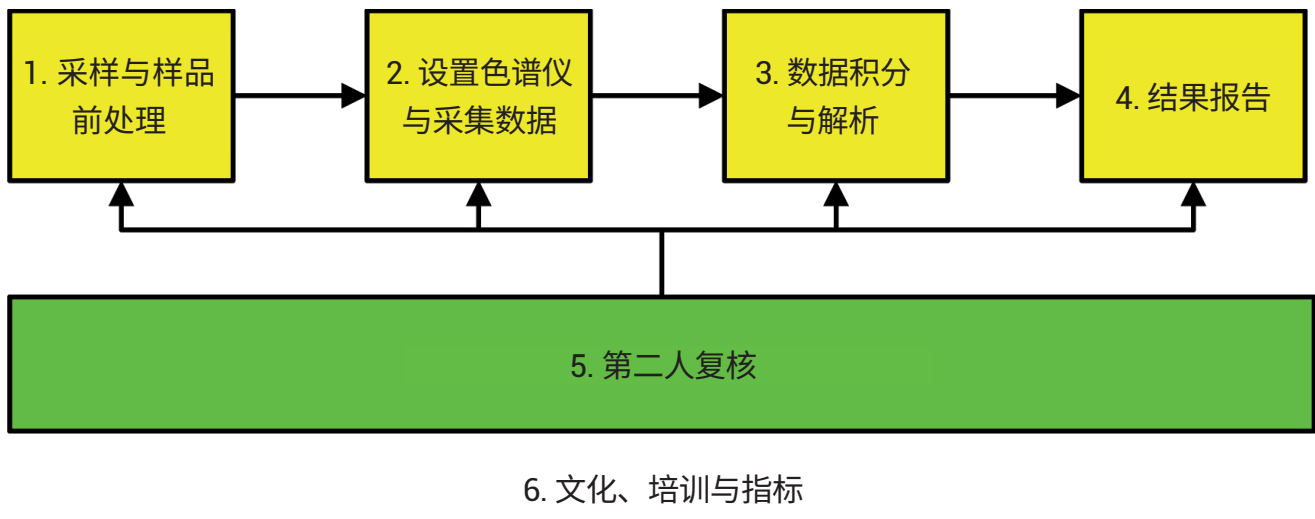 1. 采样与样品
前处理
2. 设置色谱仪
与采集数据
3. 数据积分
与解析
4. 结果报告
5. 第二人复核
6. 文化、培训与指标